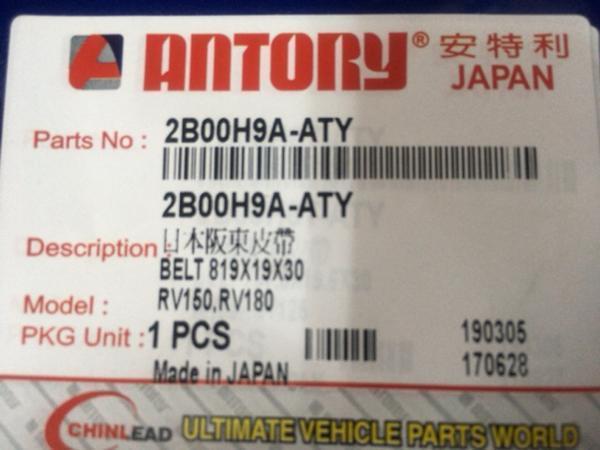 ANTORY® 安特利
JAPAN
Parts No : 2B00H9A-ATY
2B00H9A-ATY
Description : 日本阪東皮帶
BELT 819X19X30
Model : RV150,RV180
PKG Unit : 1 PCS 190305
Made in JAPAN 170628
CHINLEAD ULTIMATE VEHICLE PARTS WORLD